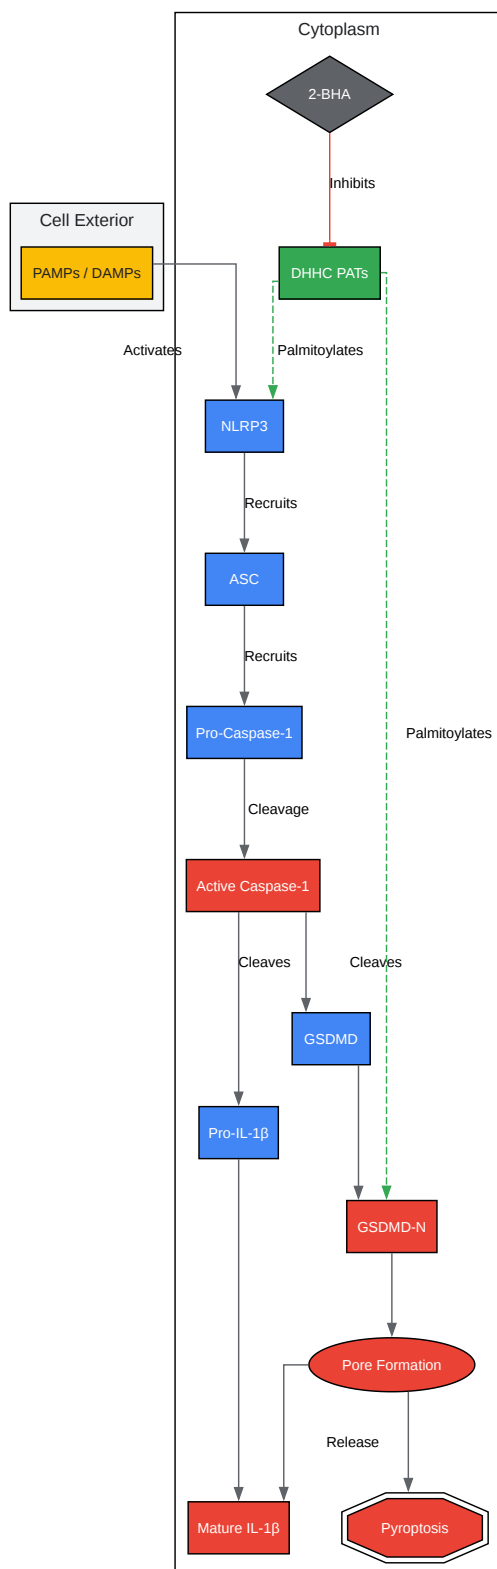 Cytoplasm
2-BHA
Inhibits
Cell Exterior
PAMPs / DAMPs
DHHC PATs
Activates
Palmitoylates
NLRP3
Recruits
ASC
Recruits
Pro-Caspase-1
Palmitoylates
Cleavage
Active Caspase-1
Cleaves
Cleaves
GSDMD
Pro-IL-1β
GSDMD-N
Pore Formation
Release
Mature IL-1β
Pyroptosis